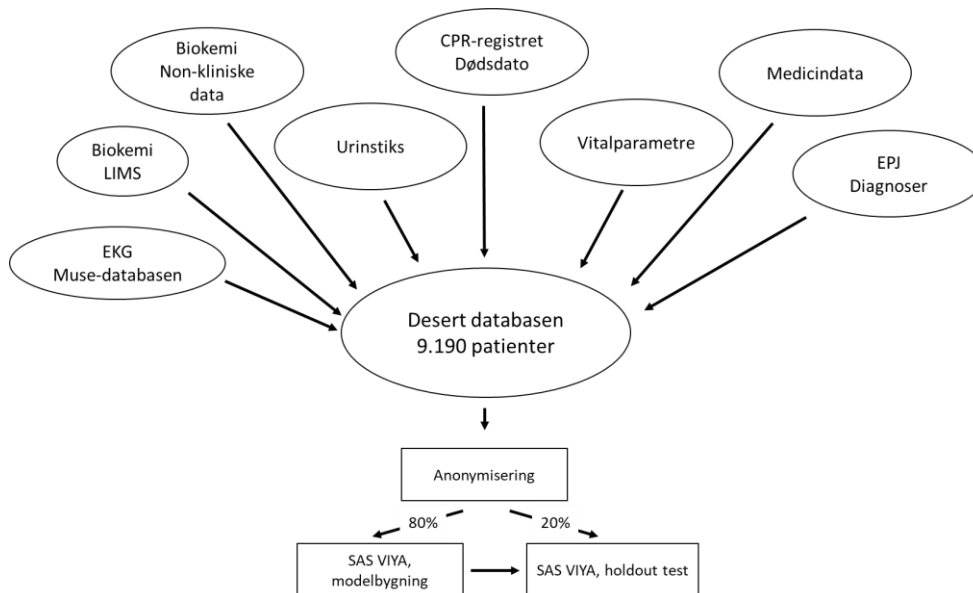 Biokemi
Non-kliniske
data
CPR-registret
Dødsdato
Medicindata
Biokemi
LIMS
Urinstiks
Vitalparametre
EPJ
Diagnoser
EKG
Muse-databasen
Desert databasen
9.190 patienter
Anonymisering
80%
20%
SAS VIYA,
modelbygning
SAS VIYA, holdout test